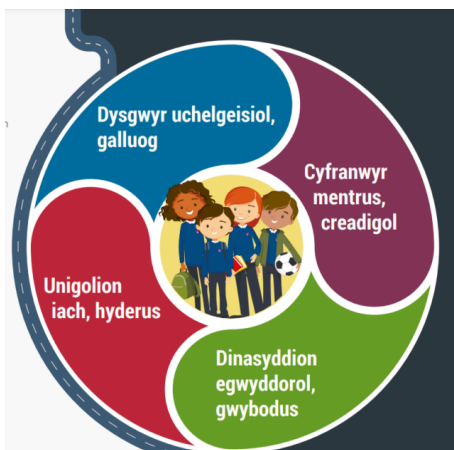 Dysgwyr uchelgeisiol,
galluog
Cyfranwyr
mentrus,
creadigol
Unigolion
iach, hyderus
Dinasyddion
egwyddorol,
gwybodus